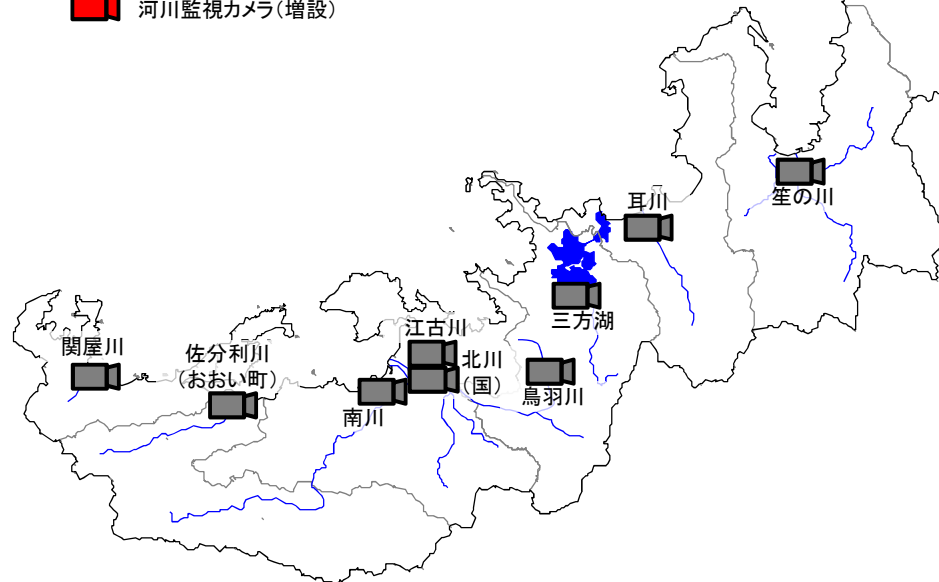 河川監視カメラ(増設)
笙の川
耳川
三方湖
江古川
関屋川
佐分利川
(おおい町)
北川
(国)
鳥羽川
南川